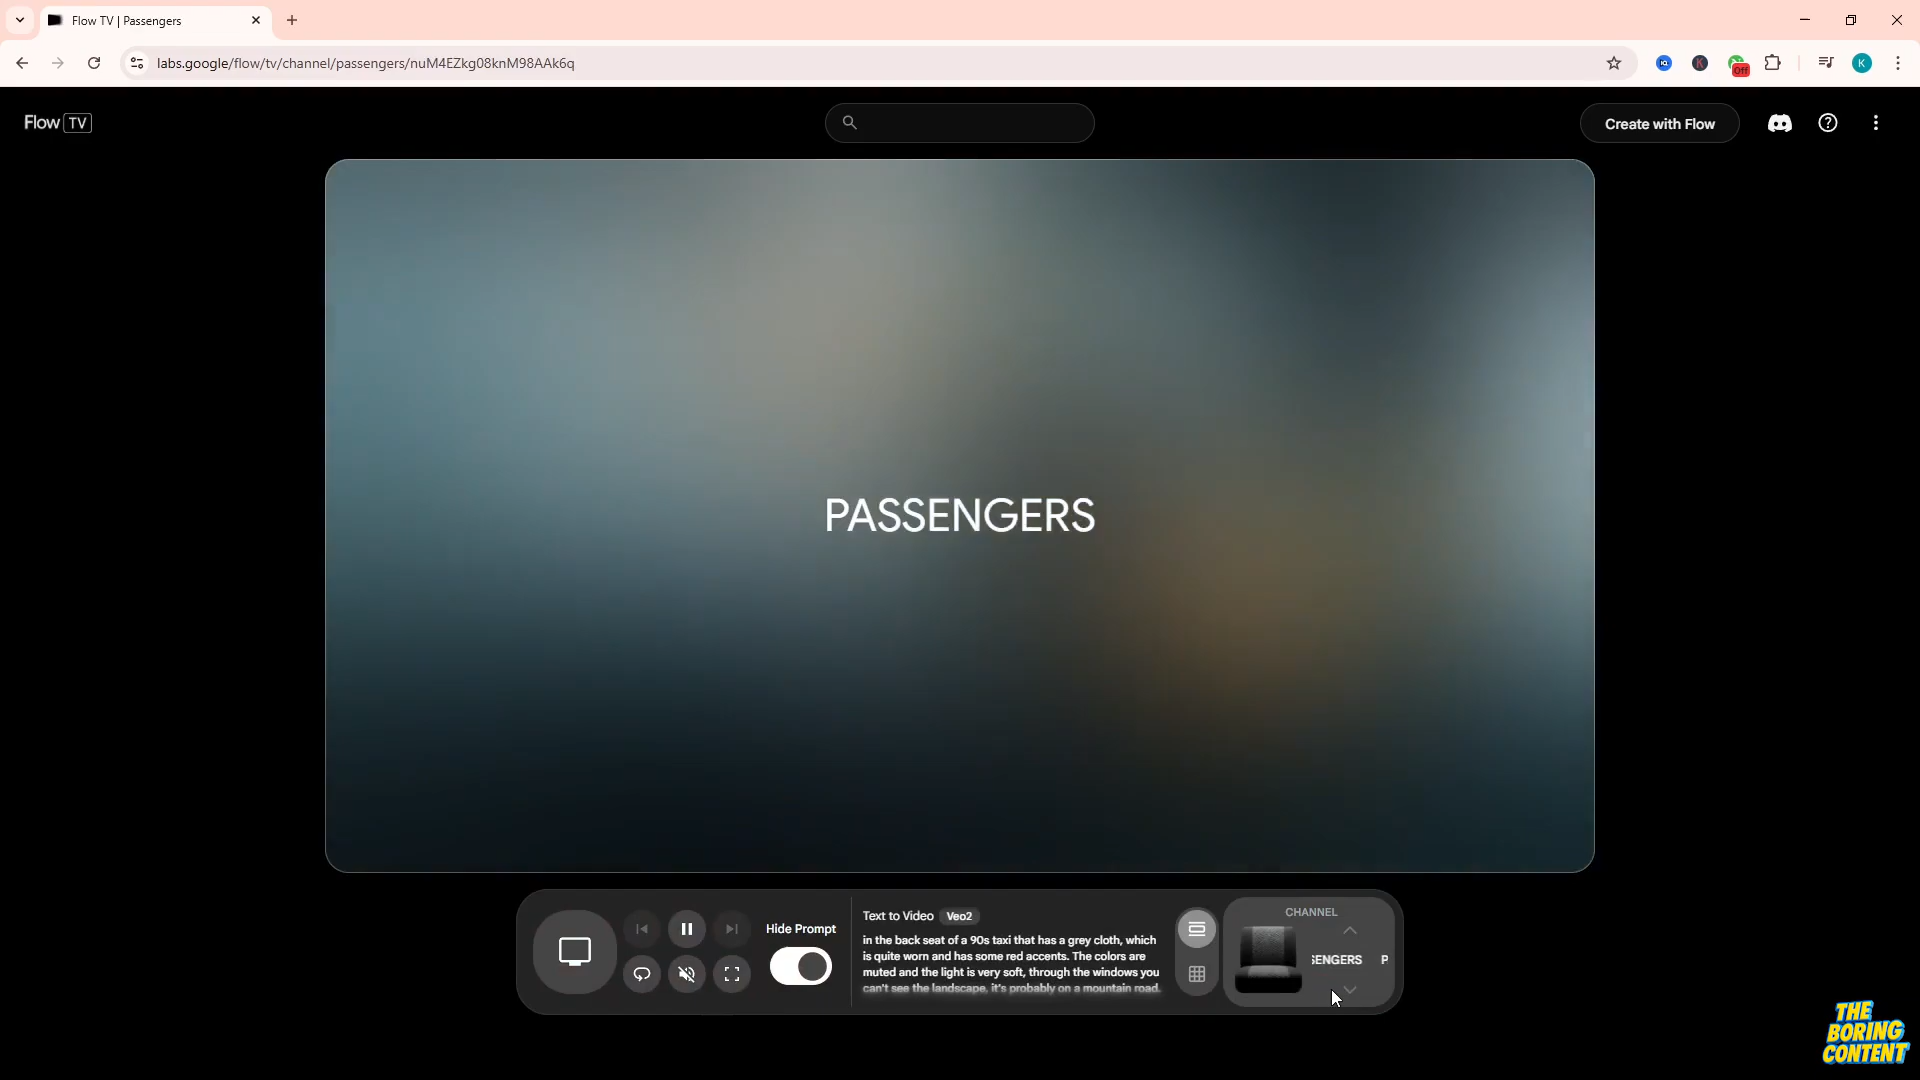 Flow TV | Passengers
labs.google/flow/tv/channel/passengers/nuM4EZkg08knM98AAk6q
Off
K
K
Flow TV
Create with Flow
PASSENGERS
Hide Prompt
Text to Video Veo2
in the back seat of a 90s taxi that has a grey cloth, which
is quite worn and has some red accents. The colors are
muted and the light is very soft, through the windows you
can't see the landscape, it's probably on a mountain road.
CHANNEL
SENGERS P
THE
BORING
CONTENT